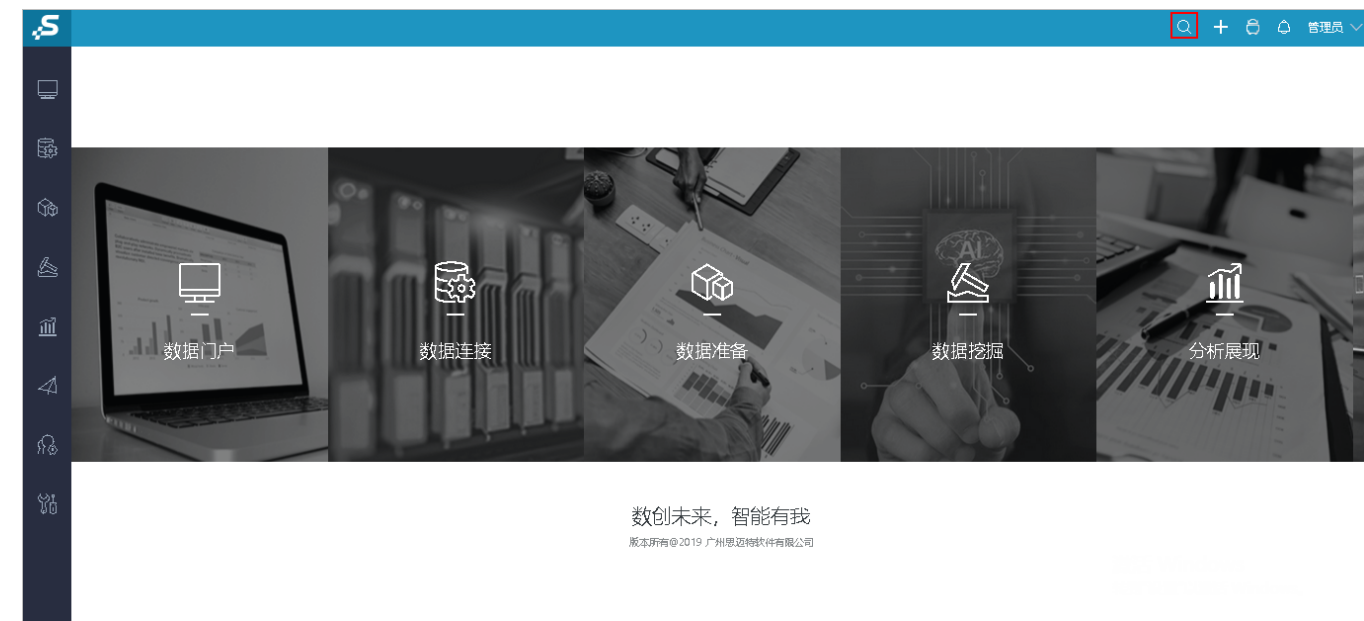 管理员
AI
数据门户
数据连接
数据准备
数据挖掘
分析展现
数创未来，智能有我
版本所有@2019 广州思迈特软件有限公司